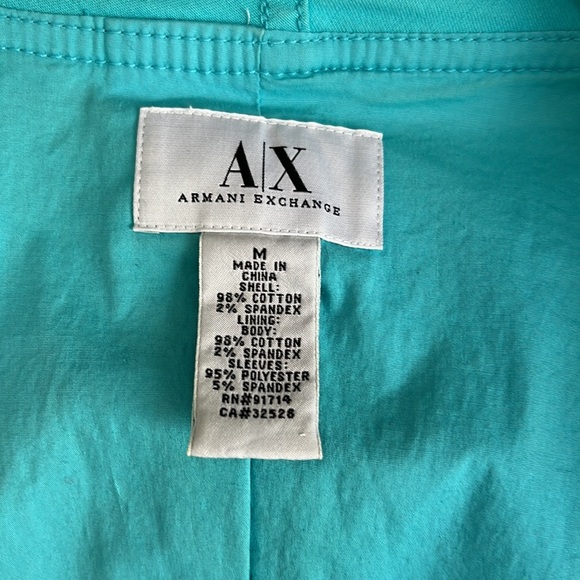 A|X
ARMANI EXCHANGE
M
MADE IN
CHINA
SHELL:
98% COTTON
2% SPANDEX
LINING:
BODY:
98% COTTON
2% SPANDEX
SLEEVES:
95% POLYESTER
5% SPANDEX
RN#91714
CA#32526